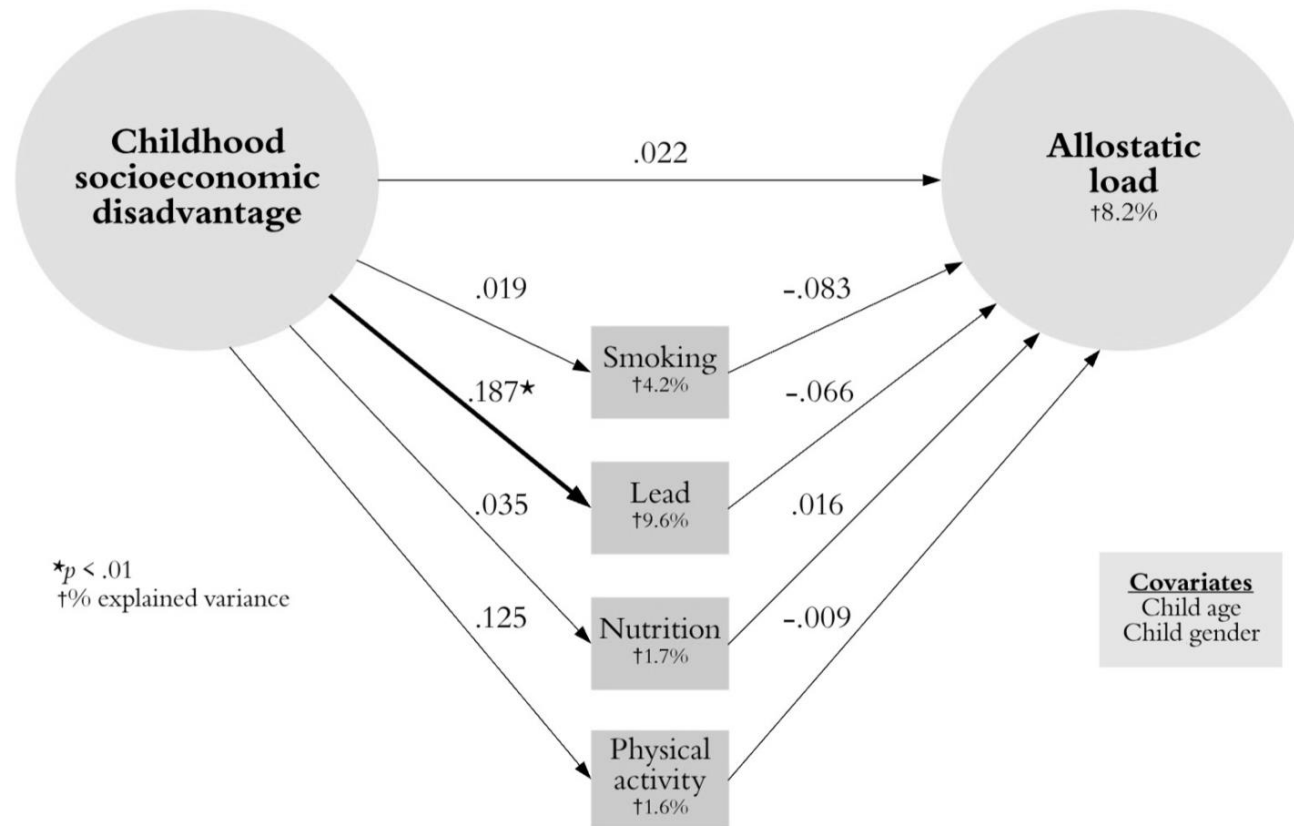 Childhood
socioeconomic
disadvantage
.022
Allostatic
load
†8.2%
.019
-.083
Smoking
†4.2%
.187★
-.066
Lead
†9.6%
.035
.016
★p < .01
†% explained variance
.125
-.009
Nutrition
†1.7%
Covariates
Child age
Child gender
Physical
activity
†1.6%